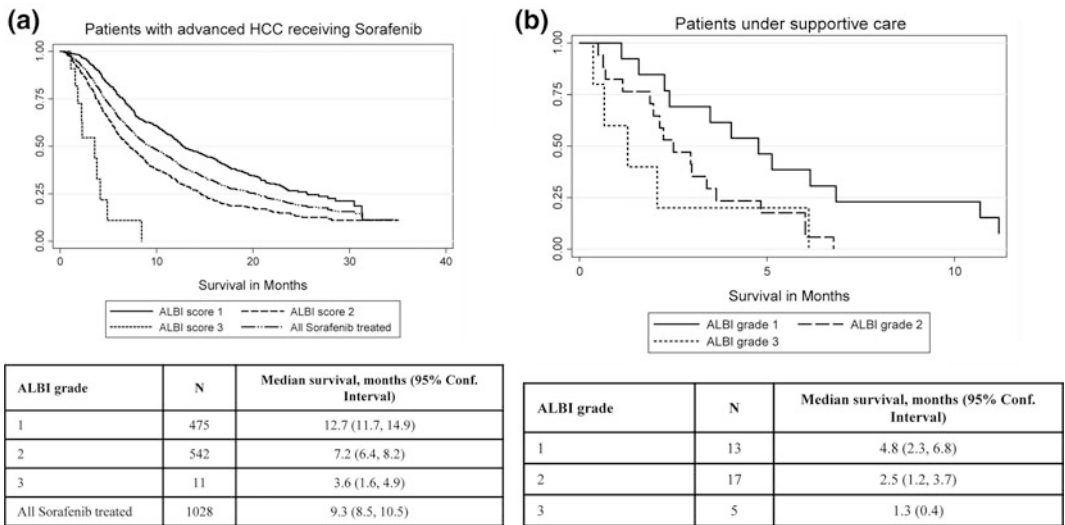 (a)
Patients with advanced HCC receiving Sorafenib
1.00
0.75
0.50
0.25
0.00
0 10 20 30 40
Survival in Months
ALBI score 1 ALBI score 2
ALBI score 3 All Sorafenib treated
ALBI grade N Median survival, months (95% Conf.
Interval)
1 475 12.7 (11.7, 14.9)
2 542 7.2 (6.4, 8.2)
3 11 3.6 (1.6, 4.9)
All Sorafenib treated 1028 9.3 (8.5, 10.5)
(b)
Patients under supportive care
1.00
0.75
0.50
0.25
0.00
0 5 10
Survival in Months
ALBI grade 1 ALBI grade 2
ALBI grade 3
ALBI grade N Median survival, months (95% Conf.
Interval)
1 13 4.8 (2.3, 6.8)
2 17 2.5 (1.2, 3.7)
3 5 1.3 (0.4)